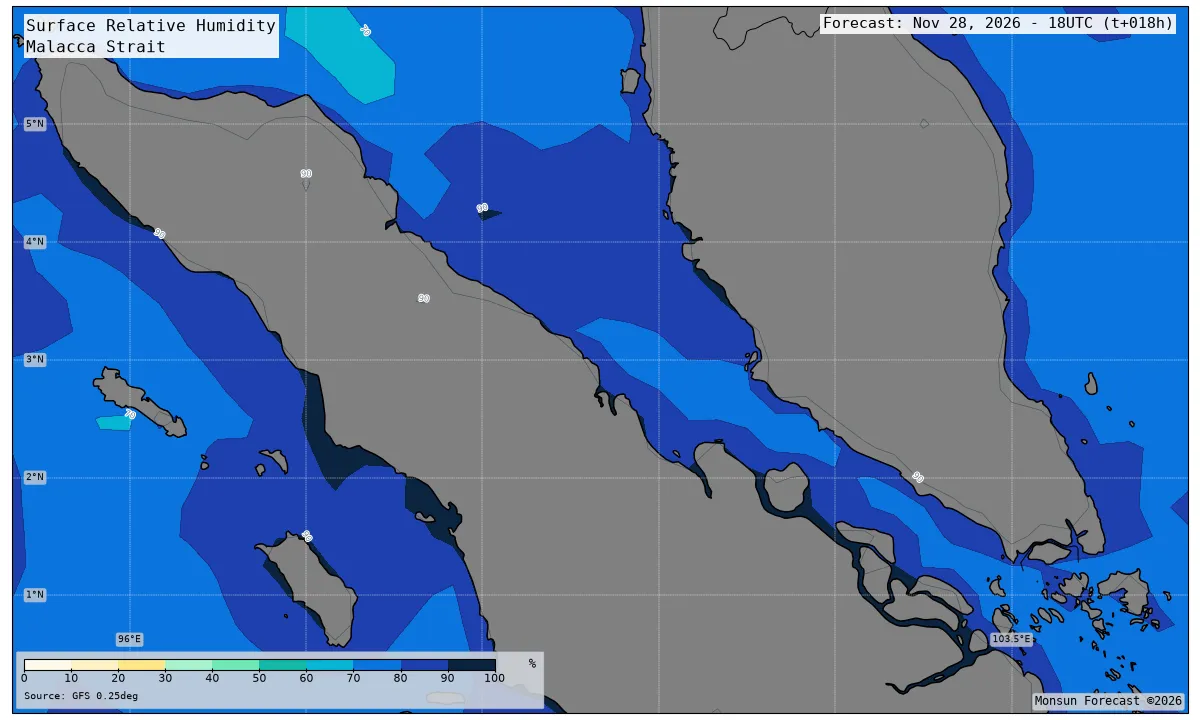 Surface Relative Humidity
Malacca Strait
Forecast: Nov 28, 2026 - 18UTC (t+018h)
70
5°N
90
90
90
4°N
90
3°N
70
2°N
90
90
1°N
96°E
103.5°E
%
0 10 20 30 40 50 60 70 80 90 100
Source: GFS 0.25deg
Monsun Forecast ©2026